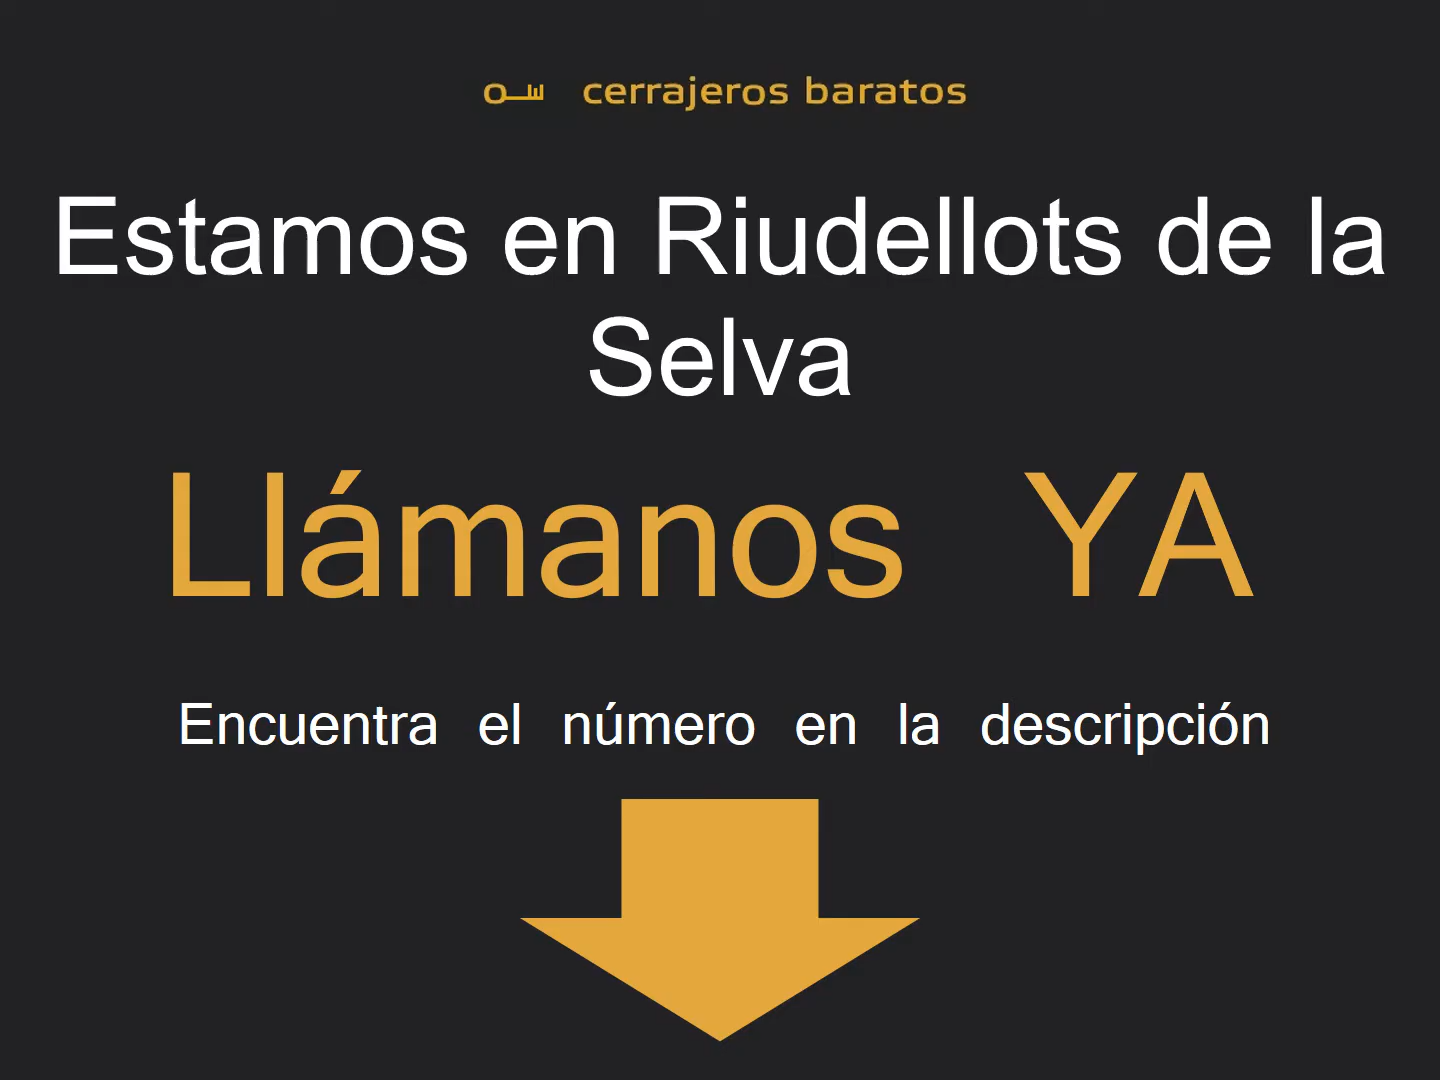 cerrajeros baratos
Estamos en Riudellots de la
Selva
Llámanos YA
Encuentra el número en la descripción